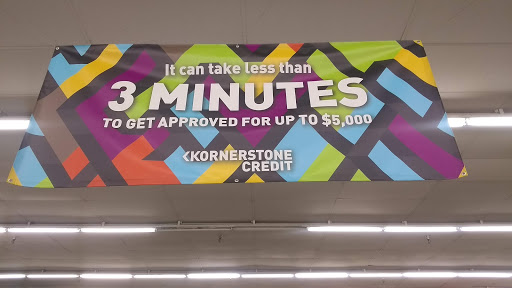 It can take less than
3 MINUTES
TO GET APPROVED FOR UP TO $5,000
KORNERSTONE
CREDIT